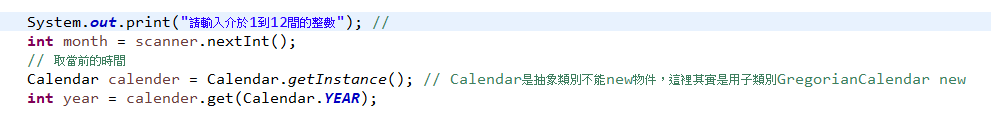 System.out.print("請輸入介於1到12間的整數"); //
int month = scanner.nextInt();
// 取當前的時間
Calendar calender = Calendar.getInstance(); // Calendar是抽象類別不能new物件，這裡其實是用子類別GregorianCalendar new
int year = calender.get(Calendar.YEAR);